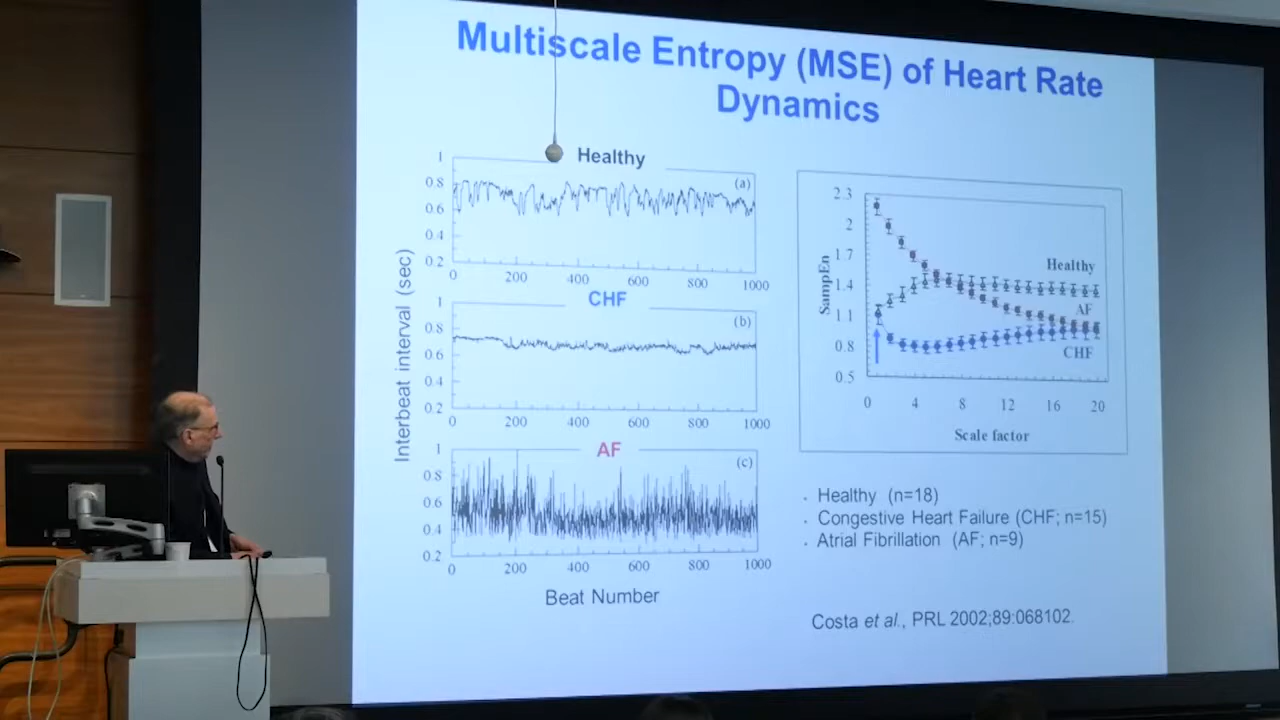 Multiscale Entropy (MSE) of Heart Rate
Dynamics
Interbeat interval (sec)
Healthy
(a)
1
0.8
0.6
0.4
0.2
0 200 400 600 800 1000
CHF
(b)
1
0.8
0.6
0.4
0.2
0 200 400 600 800 1000
AF
(c)
1
0.8
0.6
0.4
0.2
0 200 400 600 800 1000
Beat Number
SampEn
2.3
2
1.7
1.4
1.1
0.8
0.5
Healthy
AF
CHF
0 4 8 12 16 20
Scale factor
. Healthy (n=18)
. Congestive Heart Failure (CHF; n=15)
. Atrial Fibrillation (AF; n=9)
Costa et al., PRL 2002;89:068102.